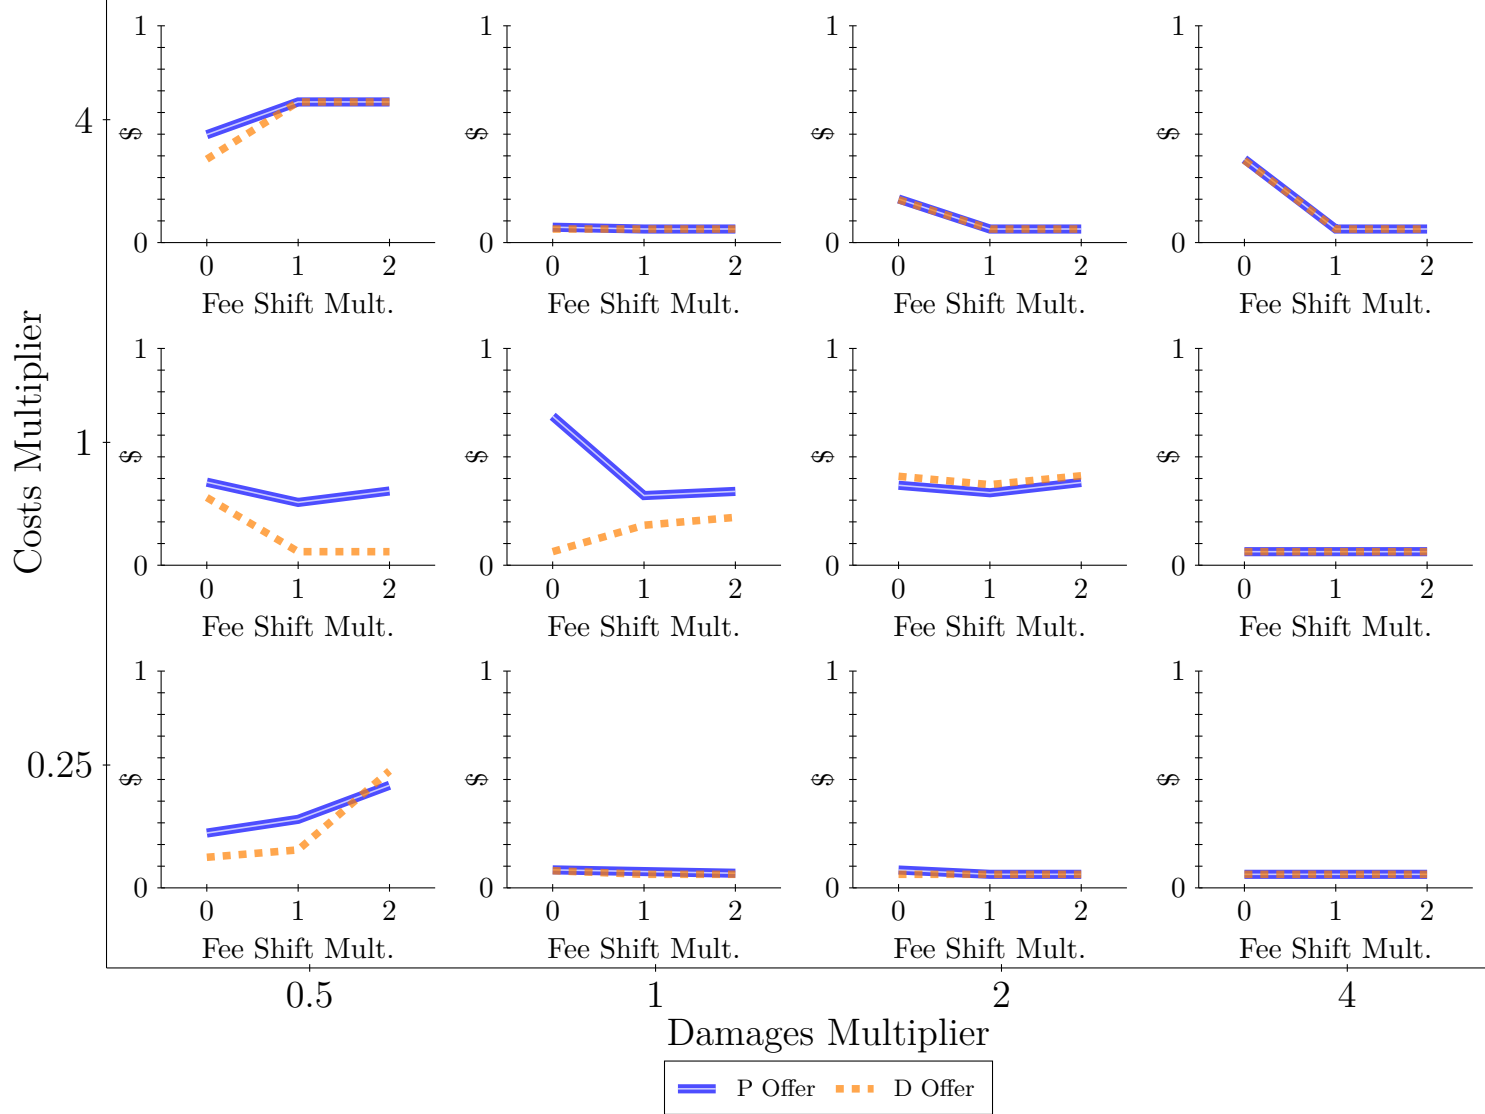 1
0
$
0 1 2
Fee Shift Mult.
1
0
$
0 1 2
Fee Shift Mult.
1
0
$
0 1 2
Fee Shift Mult.
1
0
$
0 1 2
Fee Shift Mult.
4
1
0
$
0 1 2
Fee Shift Mult.
1
0
$
0 1 2
Fee Shift Mult.
1
0
$
0 1 2
Fee Shift Mult.
1
0
$
0 1 2
Fee Shift Mult.
1
Costs Multiplier
1
0
$
0 1 2
Fee Shift Mult.
1
0
$
0 1 2
Fee Shift Mult.
1
0
$
0 1 2
Fee Shift Mult.
1
0
$
0 1 2
Fee Shift Mult.
0.25
0.5 1 2 4
Damages Multiplier
P Offer D Offer